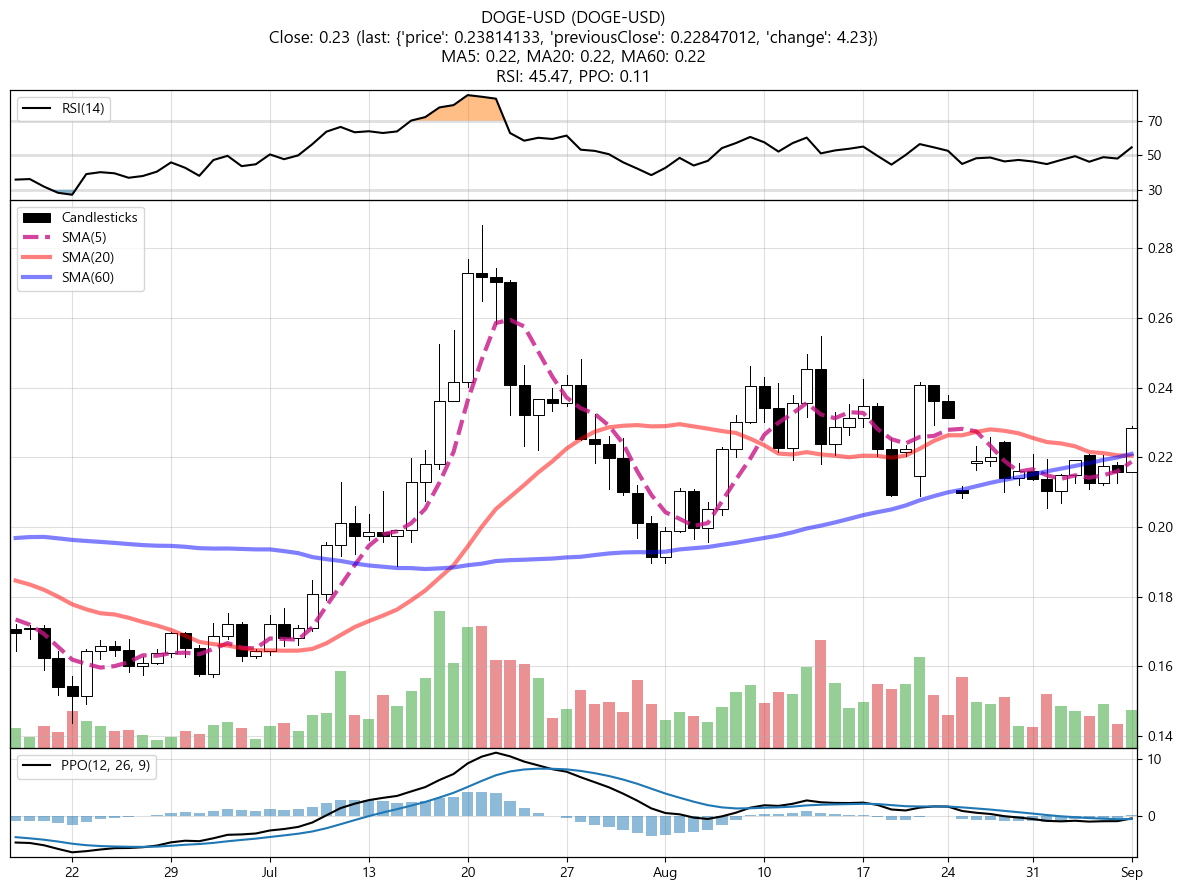 DOGE-USD (DOGE-USD)
Close: 0.23 (last: {'price': 0.23814133, 'previousClose': 0.22847012, 'change': 4.23})
MA5: 0.22, MA20: 0.22, MA60: 0.22
RSI: 45.47, PPO: 0.11
RSI(14)
70
50
30
Candlesticks
SMA(5)
SMA(20)
SMA(60)
0.28
0.26
0.24
0.22
0.20
0.18
0.16
0.14
PPO(12, 26, 9)
10
0
22 29 Jul 13 20 27 Aug 10 17 24 31 Sep